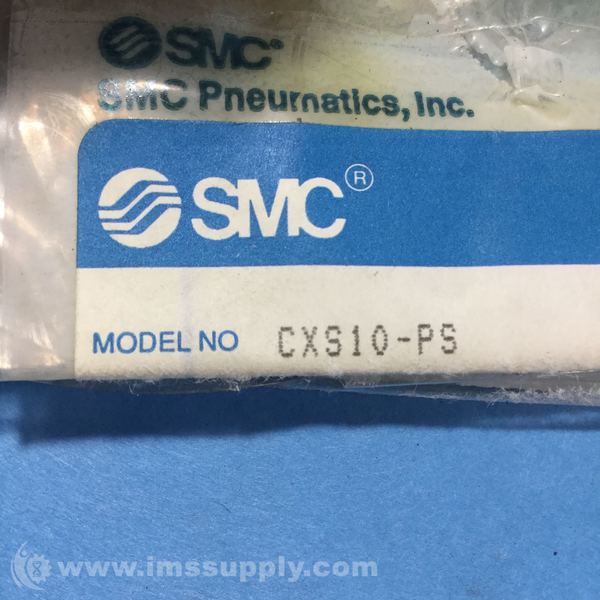 SMC®
SMC Pneumatics, Inc.
SMC®
MODEL NO CXS10-PS
www.imssupply.com